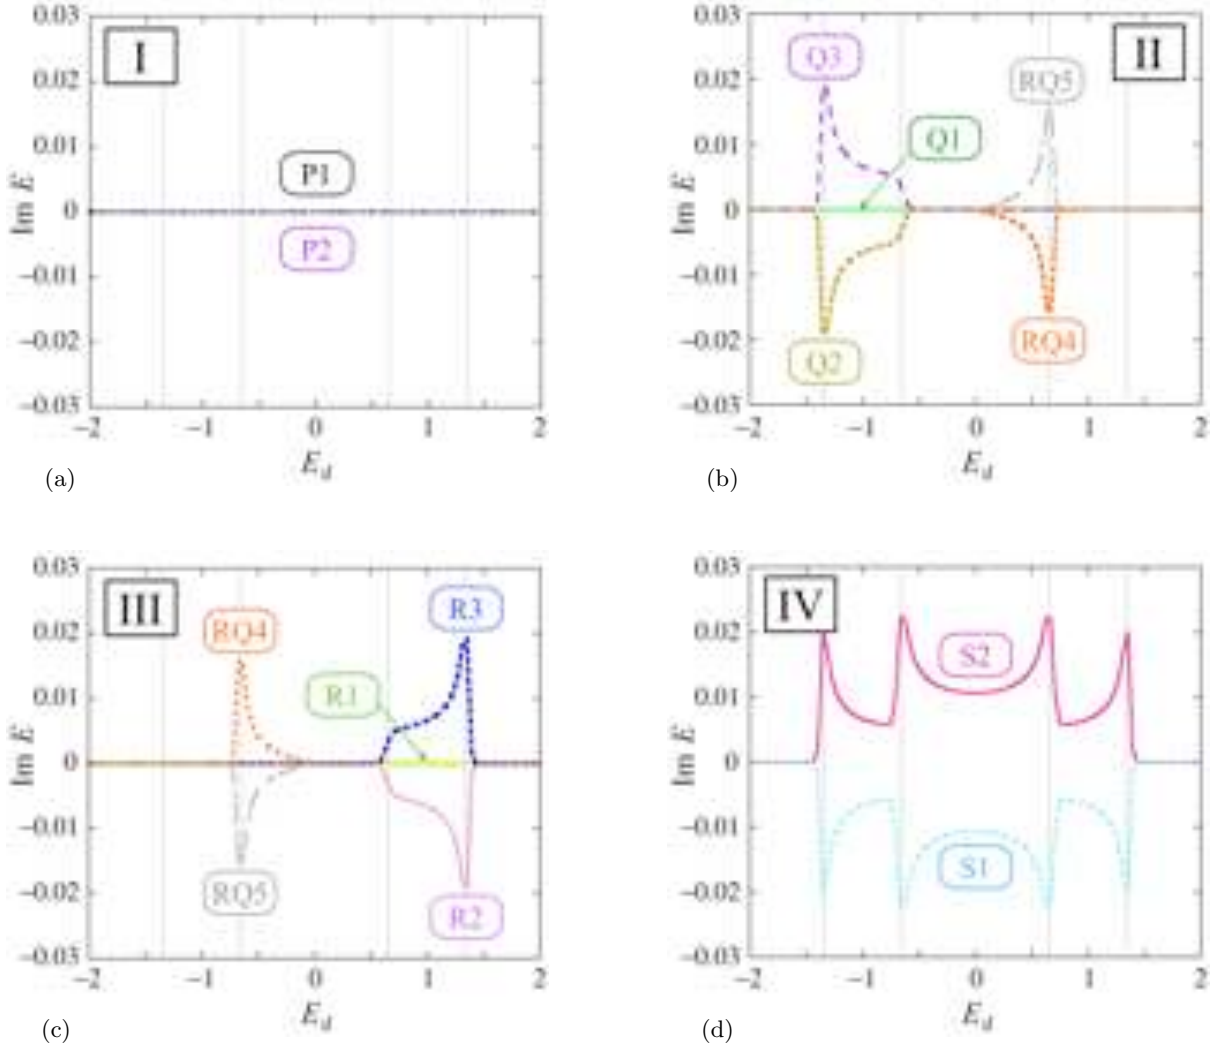 0.03
0.02
0.01
0
−0.01
−0.02
−0.03
Im E
I
P1
P2
−2 −1 0 1 2
E_d
(a)
0.03
0.02
0.01
0
−0.01
−0.02
−0.03
Im E
II
Q3
RQ5
Q1
Q2
RQ4
−2 −1 0 1 2
E_d
(b)
0.03
0.02
0.01
0
−0.01
−0.02
−0.03
Im E
III
RQ4
R3
R1
RQ5
R2
−2 −1 0 1 2
E_d
(c)
0.03
0.02
0.01
0
−0.01
−0.02
−0.03
Im E
IV
S2
S1
−2 −1 0 1 2
E_d
(d)